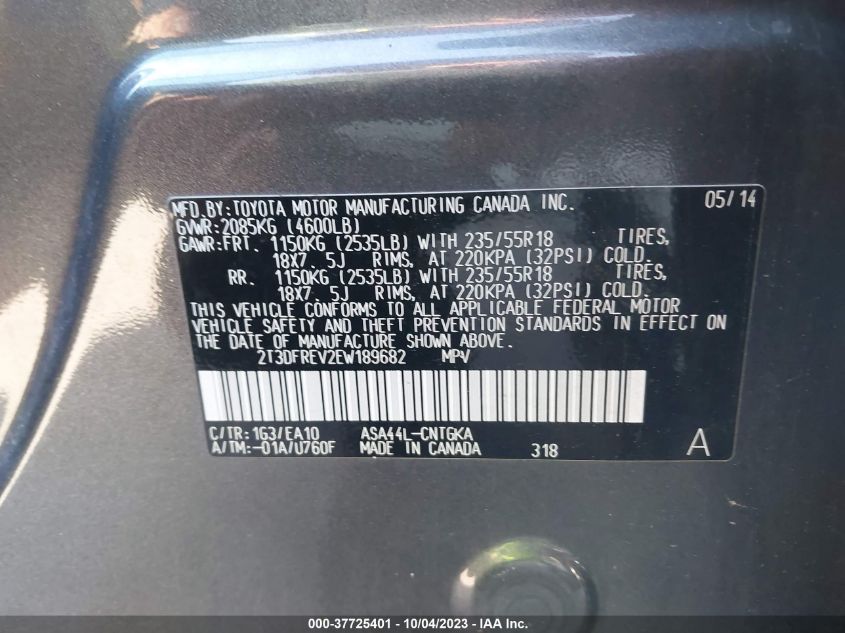 MFD.BY:TOYOTA MOTOR MANUFACTURING CANADA INC. 05/14
GVWR:2085KG (4600LB)
GAWR:FRT. 1150KG (2535LB) WITH 235/55R18 TIRES,
18X7. 5J RIMS, AT 220KPA (32PSI) COLD.
RR. 1150KG (2535LB) WITH 235/55R18 TIRES,
18X7. 5J RIMS, AT 220KPA (32PSI) COLD.
THIS VEHICLE CONFORMS TO ALL APPLICABLE FEDERAL MOTOR
VEHICLE SAFETY AND THEFT PREVENTION STANDARDS IN EFFECT ON
THE DATE OF MANUFACTURE SHOWN ABOVE.
2T3DFREV2EW189682 MPV
C/TR:1G3/EA10 ASA44L-CNTGKA
A/TM:-01A/U760F MADE IN CANADA 318 A
000-37725401 - 10/04/2023 - IAA Inc.